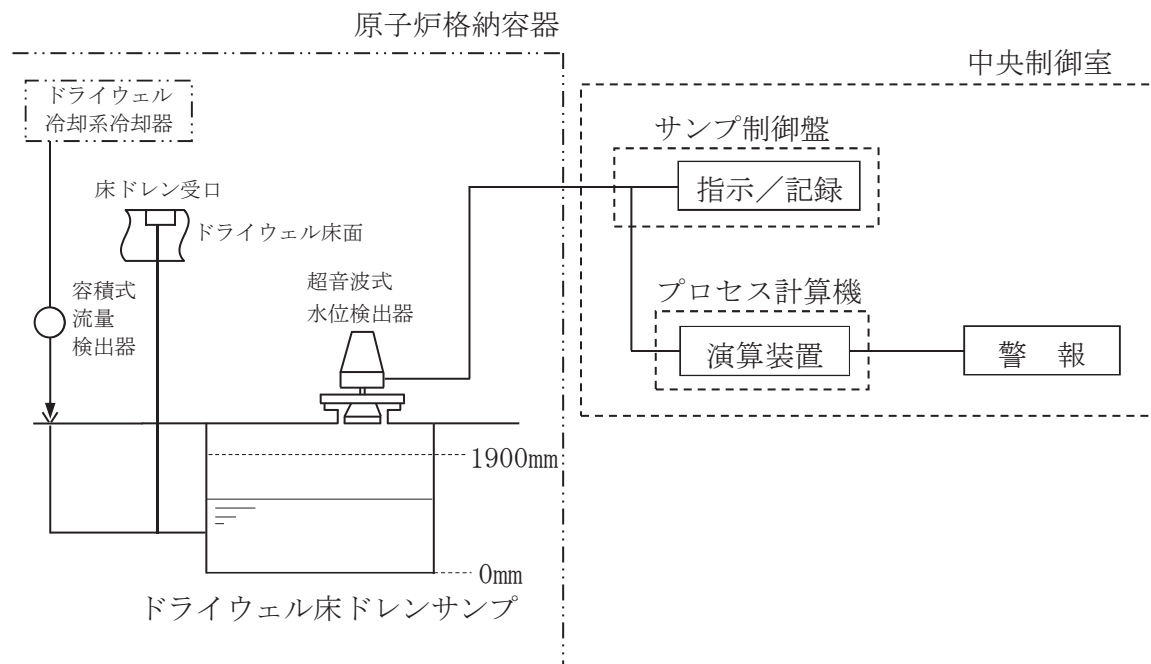 原子炉格納容器
中央制御室
ドライウェル
冷却系冷却器
サンプ制御盤
指示／記録
床ドレン受口
ドライウェル床面
容積式
流量
検出器
超音波式
水位検出器
プロセス計算機
演算装置
警　報
1900mm
0mm
ドライウェル床ドレンサンプ